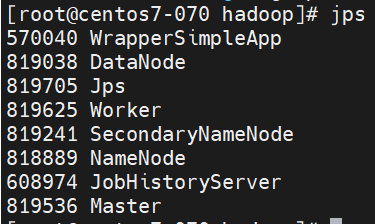 [root@centos7-070 hadoop]# jps
570040 WrapperSimpleApp
819038 DataNode
819705 Jps
819625 Worker
819241 SecondaryNameNode
818889 NameNode
608974 JobHistoryServer
819536 Master